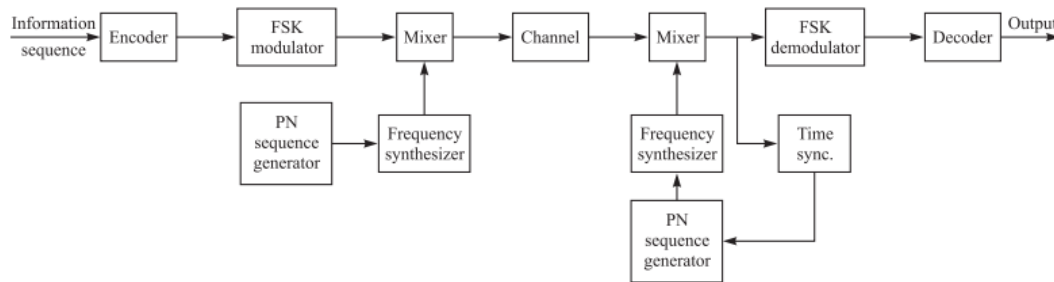 Information
sequence
Encoder
FSK
modulator
Mixer
Channel
Mixer
FSK
demodulator
Decoder
Output
PN
sequence
generator
Frequency
synthesizer
Frequency
synthesizer
Time
sync.
PN
sequence
generator